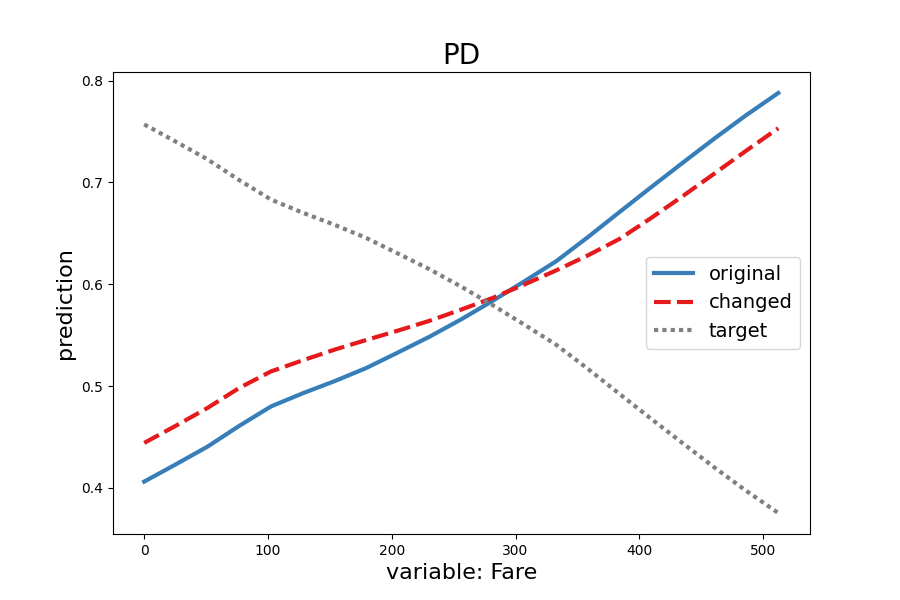 PD
prediction
0.8
0.7
0.6
0.5
0.4
original
changed
target
0 100 200 300 400 500
variable: Fare